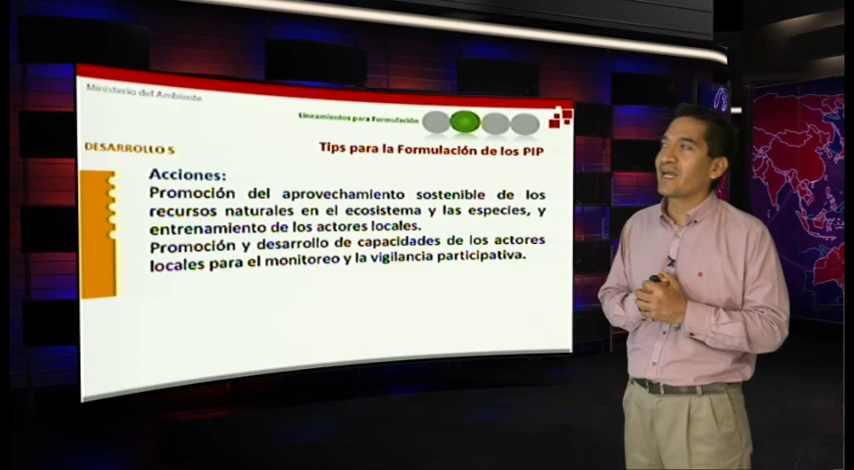 Ministerio del Ambiente
Lineamientos para Formulación
DESARROLLO 5
Tips para la Formulación de los PIP
Acciones:
Promoción del aprovechamiento sostenible de los
recursos naturales en el ecosistema y las especies, y
entrenamiento de los actores locales.
Promoción y desarrollo de capacidades de los actores
locales para el monitoreo y la vigilancia participativa.